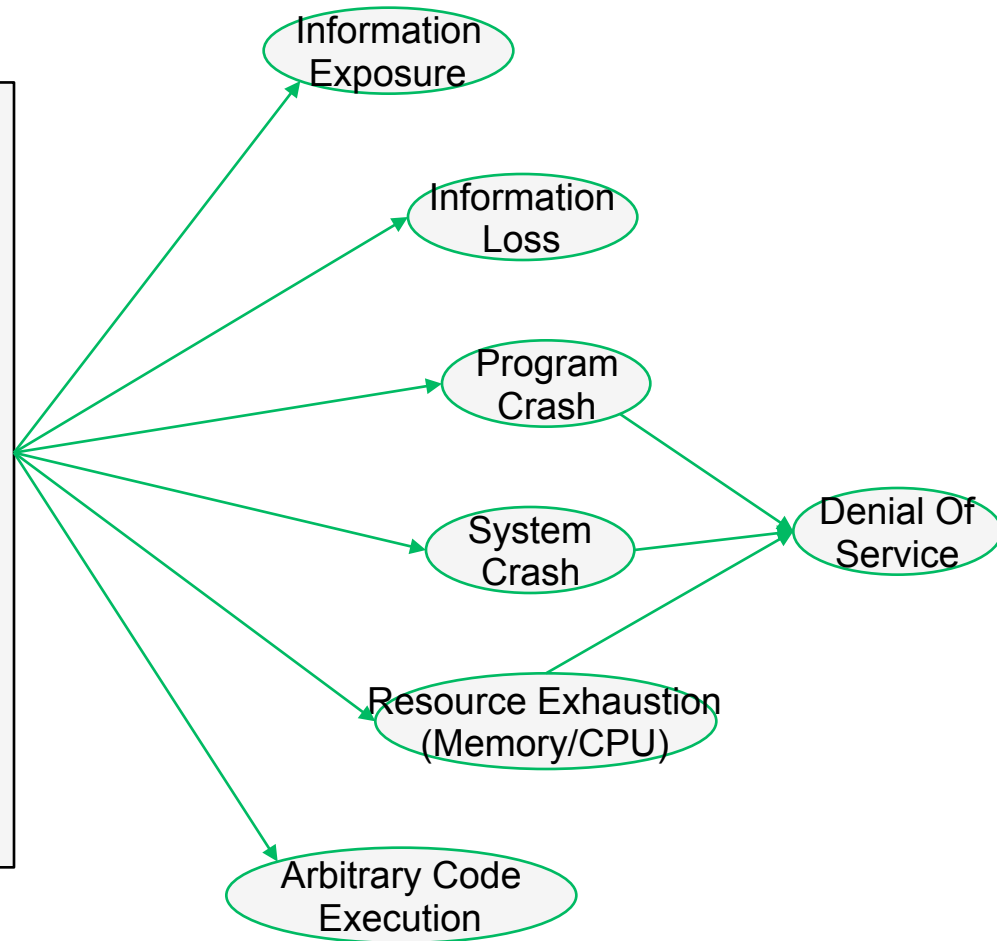 Information
Exposure
Information
Loss
Program
Crash
System
Crash
Denial Of
Service
Resource Exhaustion
(Memory/CPU)
Arbitrary Code
Execution